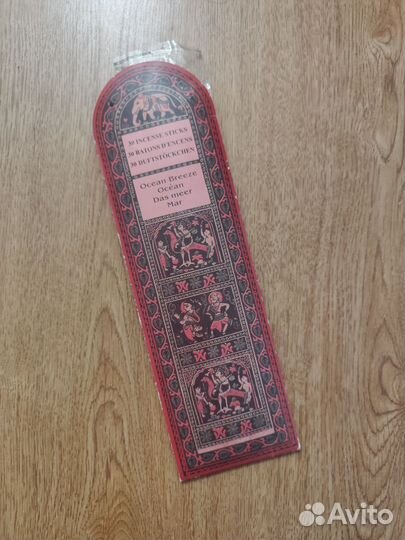 30 INCENSE STICKS
30 BATONS D'ENCENS
30 DUFTSTÖCKCHEN
Ocean Breeze
Océan
Das meer
Mar
Avito